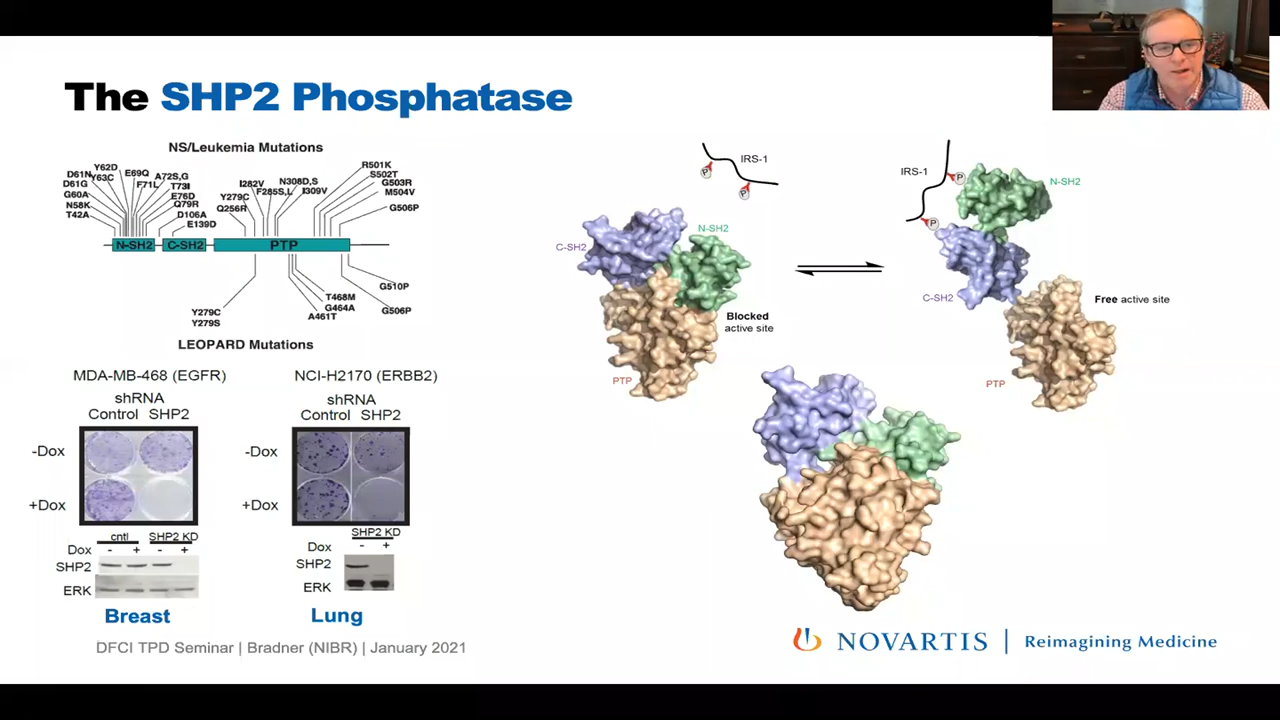 The SHP2 Phosphatase
NS/Leukemia Mutations
D61N
Y62D
Y63C
D61G
G60A
N58K
T42A
E69Q
F71L
A72S,G
T73I
E76D
Q79R
D106A
E139D
I282V
Y279C
Q256R
F285S,L
N308D,S
I309V
R501K
S502T
G503R
M504V
G506P
N-SH2
C-SH2
PTP
Y279C
Y279S
T468M
G464A
A461T
G510P
G506P
LEOPARD Mutations
MDA-MB-468 (EGFR)
shRNA
Control SHP2
-Dox
+Dox
cntl SHP2 KD
Dox - + - +
SHP2
ERK
Breast
NCI-H2170 (ERBB2)
shRNA
Control SHP2
-Dox
+Dox
SHP2 KD
Dox - +
SHP2
ERK
Lung
IRS-1
P
P
C-SH2
N-SH2
Blocked
active site
PTP
IRS-1
P
P
N-SH2
C-SH2
Free active site
PTP
DFCI TPD Seminar | Bradner (NIBR) | January 2021
NOVARTIS | Reimagining Medicine